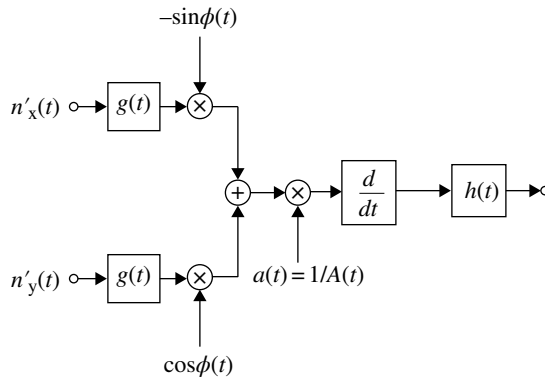 –sinϕ(t)
n′x(t)
g(t)
×
+
×
d
dt
h(t)
n′y(t)
g(t)
×
a(t) = 1/A(t)
cosϕ(t)